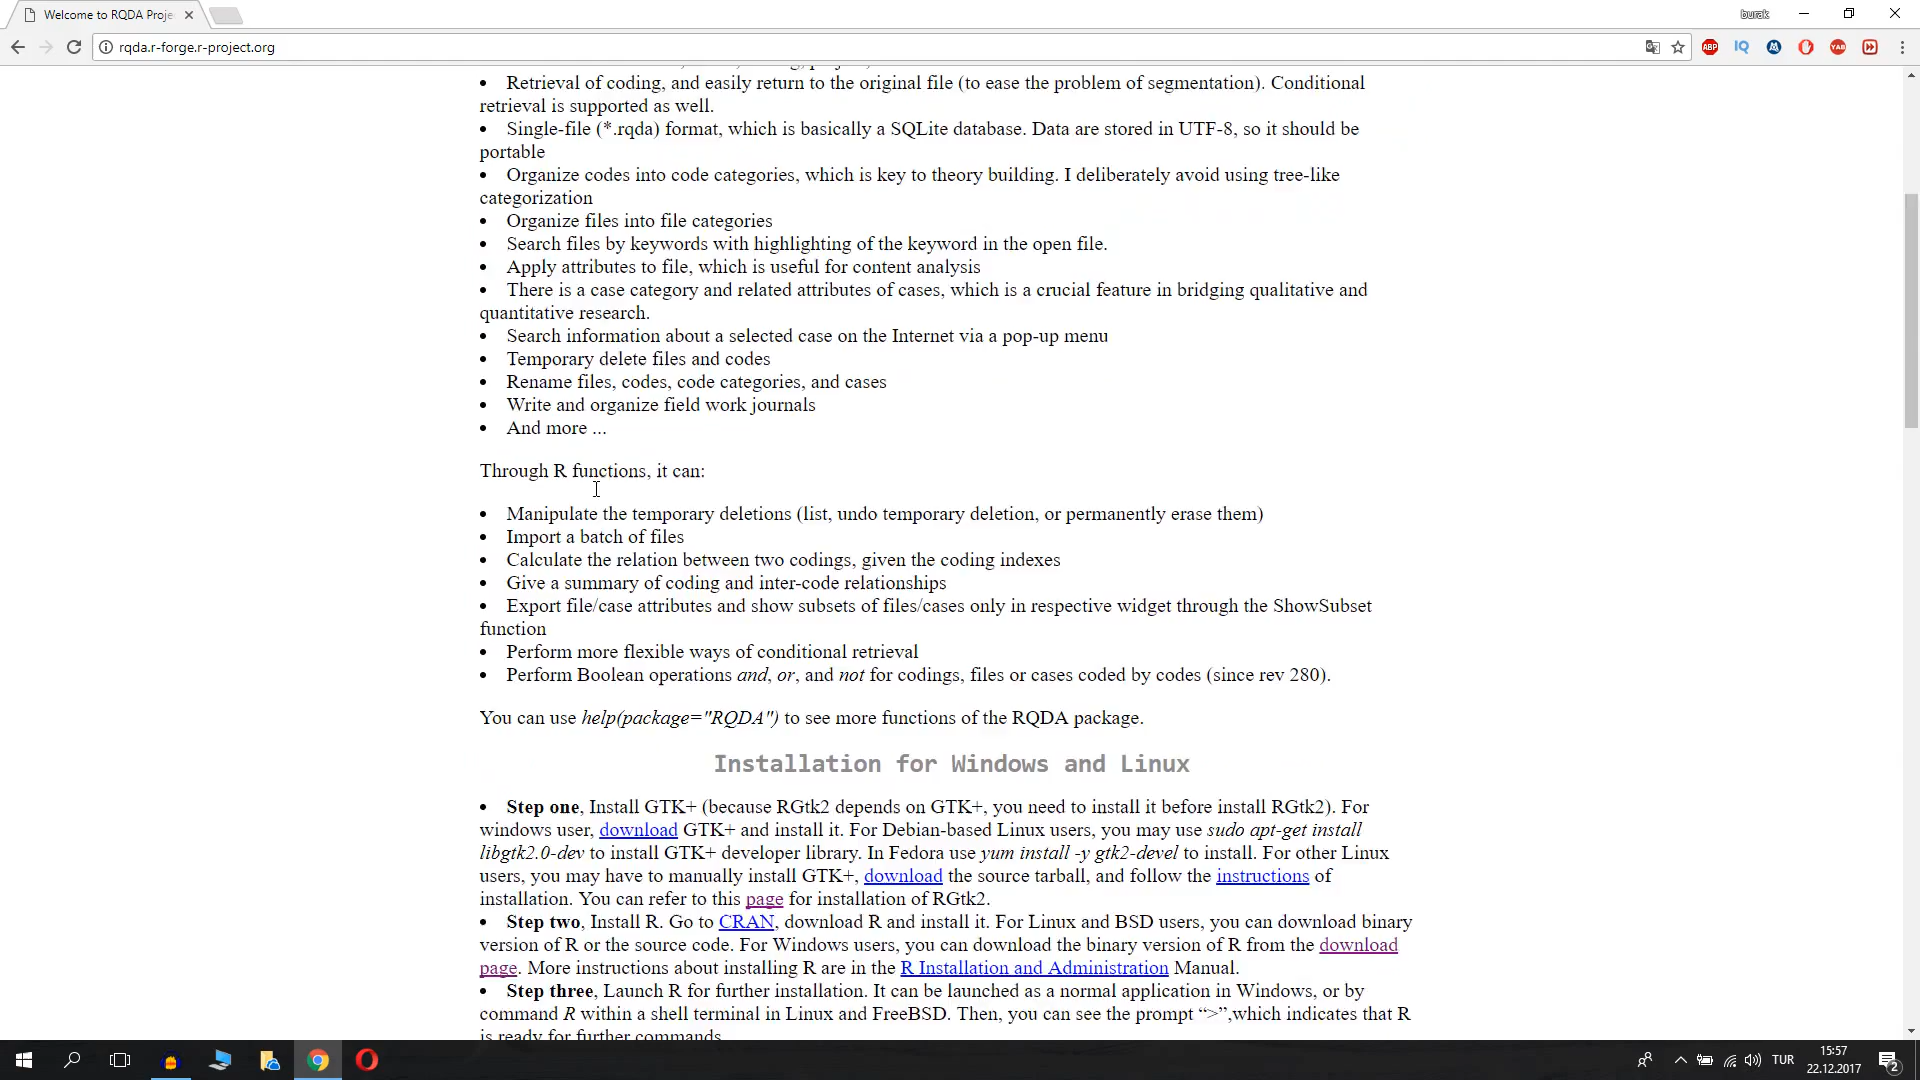 Welcome to RQDA Proje
burak
rqda.r-forge.r-project.org
ABP
IQ
YAB
• Retrieval of coding, and easily return to the original file (to ease the problem of segmentation). Conditional
retrieval is supported as well.
• Single-file (*.rqda) format, which is basically a SQLite database. Data are stored in UTF-8, so it should be
portable
• Organize codes into code categories, which is key to theory building. I deliberately avoid using tree-like
categorization
• Organize files into file categories
• Search files by keywords with highlighting of the keyword in the open file.
• Apply attributes to file, which is useful for content analysis
• There is a case category and related attributes of cases, which is a crucial feature in bridging qualitative and
quantitative research.
• Search information about a selected case on the Internet via a pop-up menu
• Temporary delete files and codes
• Rename files, codes, code categories, and cases
• Write and organize field work journals
• And more ...
Through R functions, it can:
• Manipulate the temporary deletions (list, undo temporary deletion, or permanently erase them)
• Import a batch of files
• Calculate the relation between two codings, given the coding indexes
• Give a summary of coding and inter-code relationships
• Export file/case attributes and show subsets of files/cases only in respective widget through the ShowSubset
function
• Perform more flexible ways of conditional retrieval
• Perform Boolean operations and, or, and not for codings, files or cases coded by codes (since rev 280).
You can use help(package="RQDA") to see more functions of the RQDA package.
Installation for Windows and Linux
• Step one, Install GTK+ (because RGtk2 depends on GTK+, you need to install it before install RGtk2). For
windows user, download GTK+ and install it. For Debian-based Linux users, you may use sudo apt-get install
libgtk2.0-dev to install GTK+ developer library. In Fedora use yum install -y gtk2-devel to install. For other Linux
users, you may have to manually install GTK+, download the source tarball, and follow the instructions of
installation. You can refer to this page for installation of RGtk2.
• Step two, Install R. Go to CRAN, download R and install it. For Linux and BSD users, you can download binary
version of R or the source code. For Windows users, you can download the binary version of R from the download
page. More instructions about installing R are in the R Installation and Administration Manual.
• Step three, Launch R for further installation. It can be launched as a normal application in Windows, or by
command R within a shell terminal in Linux and FreeBSD. Then, you can see the prompt “>”,which indicates that R
is ready for further commands.
TUR
15:57
22.12.2017
2